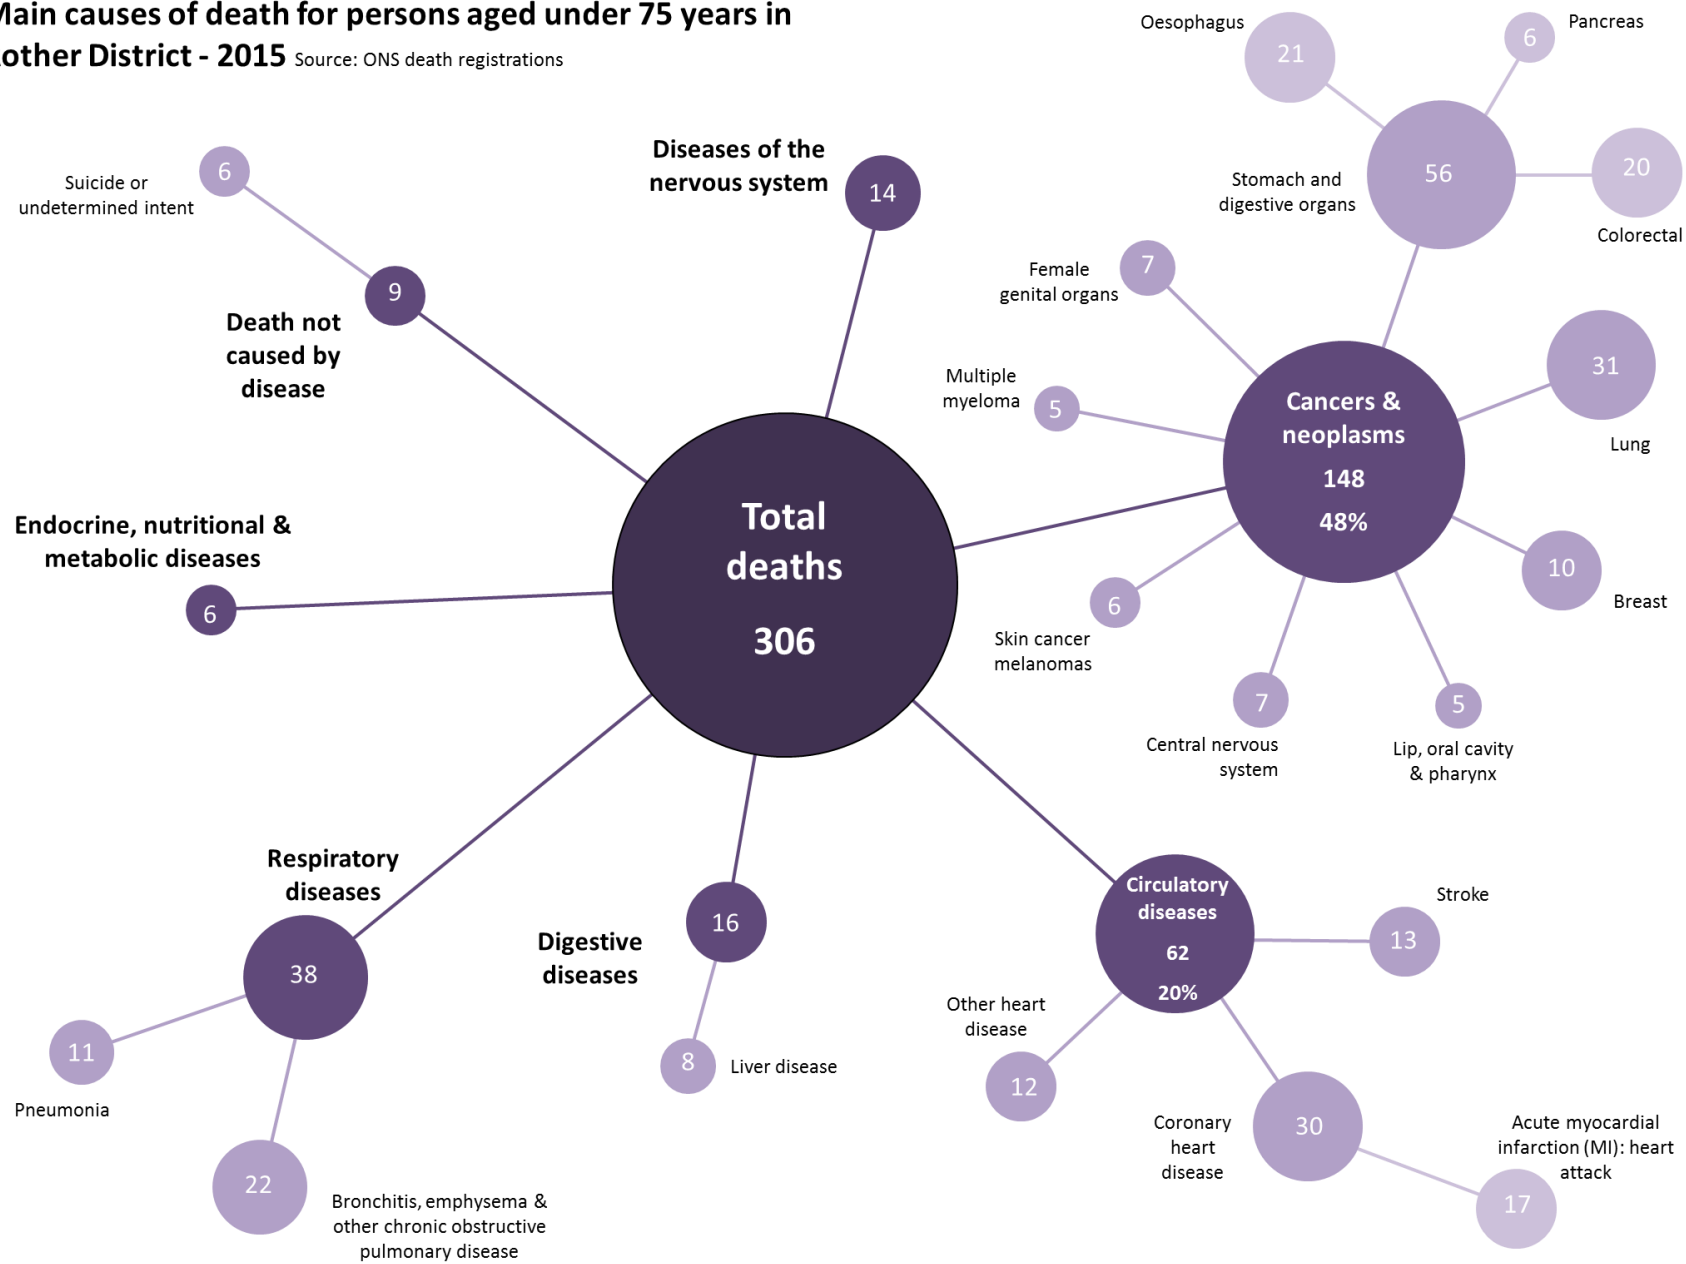 Main causes of death for persons aged under 75 years in
other District - 2015 Source: ONS death registrations
Oesophagus
21
6
Pancreas
Stomach and
digestive organs
56
20
Colorectal
Suicide or
undetermined intent
6
9
Death not
caused by
disease
Diseases of the
nervous system
14
Female
genital organs
7
Multiple
myeloma
5
31
Lung
Cancers &
neoplasms
148
48%
10
Breast
6
Skin cancer
melanomas
7
Central nervous
system
5
Lip, oral cavity
& pharynx
Endocrine, nutritional &
metabolic diseases
6
Total
deaths
306
Respiratory
diseases
38
11
Pneumonia
22
Bronchitis, emphysema &
other chronic obstructive
pulmonary disease
Digestive
diseases
16
8
Liver disease
Circulatory
diseases
62
20%
Stroke
13
Other heart
disease
12
Coronary
heart
disease
30
Acute myocardial
infarction (MI): heart
attack
17